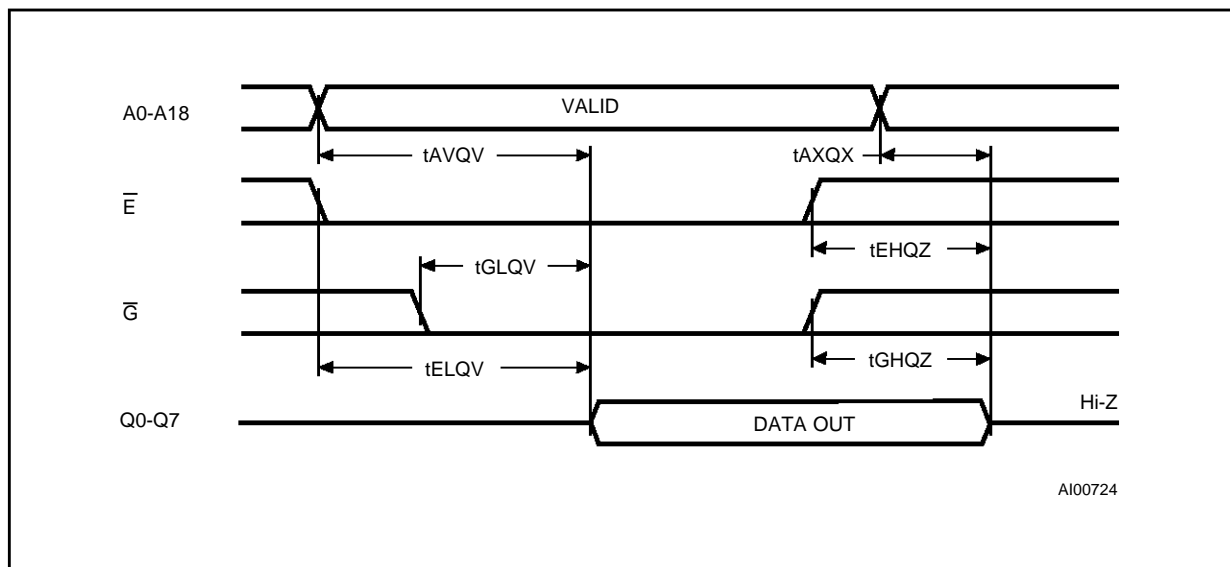 A0-A18
VALID
tAVQV
tAXQX
E̅
tEHQZ
tGLQV
G̅
tGHQZ
tELQV
Hi-Z
Q0-Q7
DATA OUT
AI00724